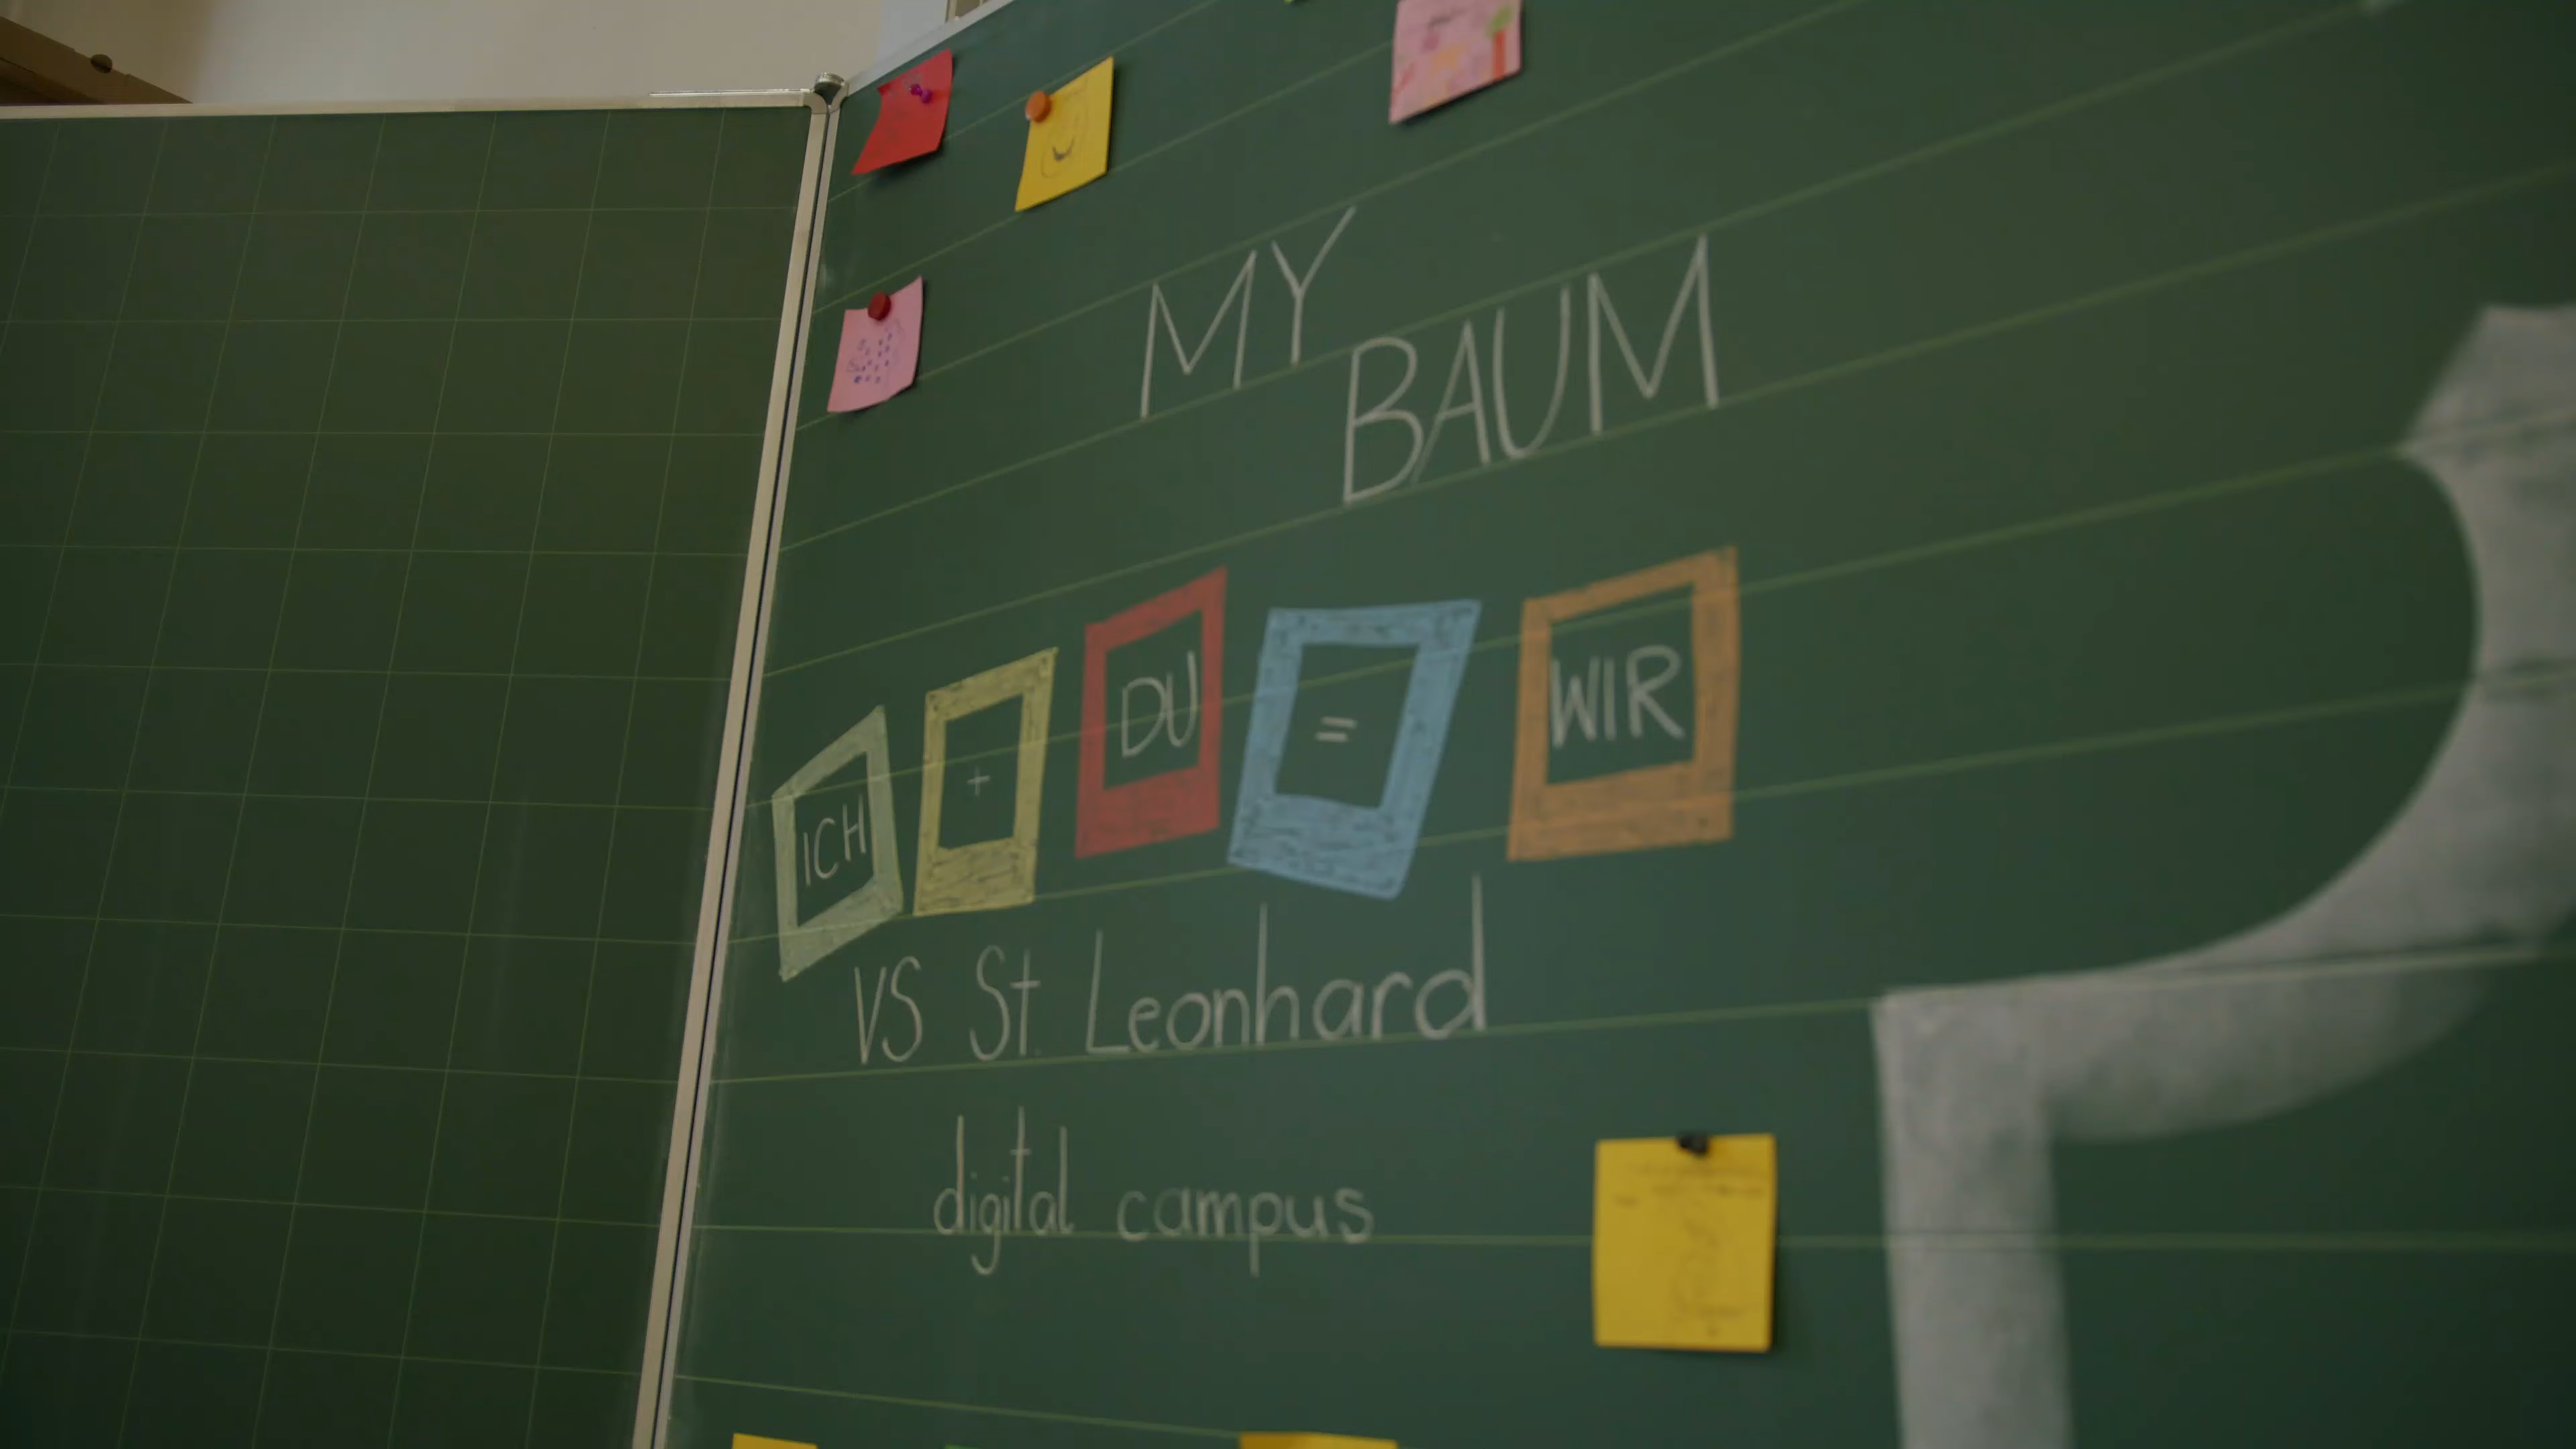 MY
BAUM
ICH + DU = WIR
VS St. Leonhard
digital campus